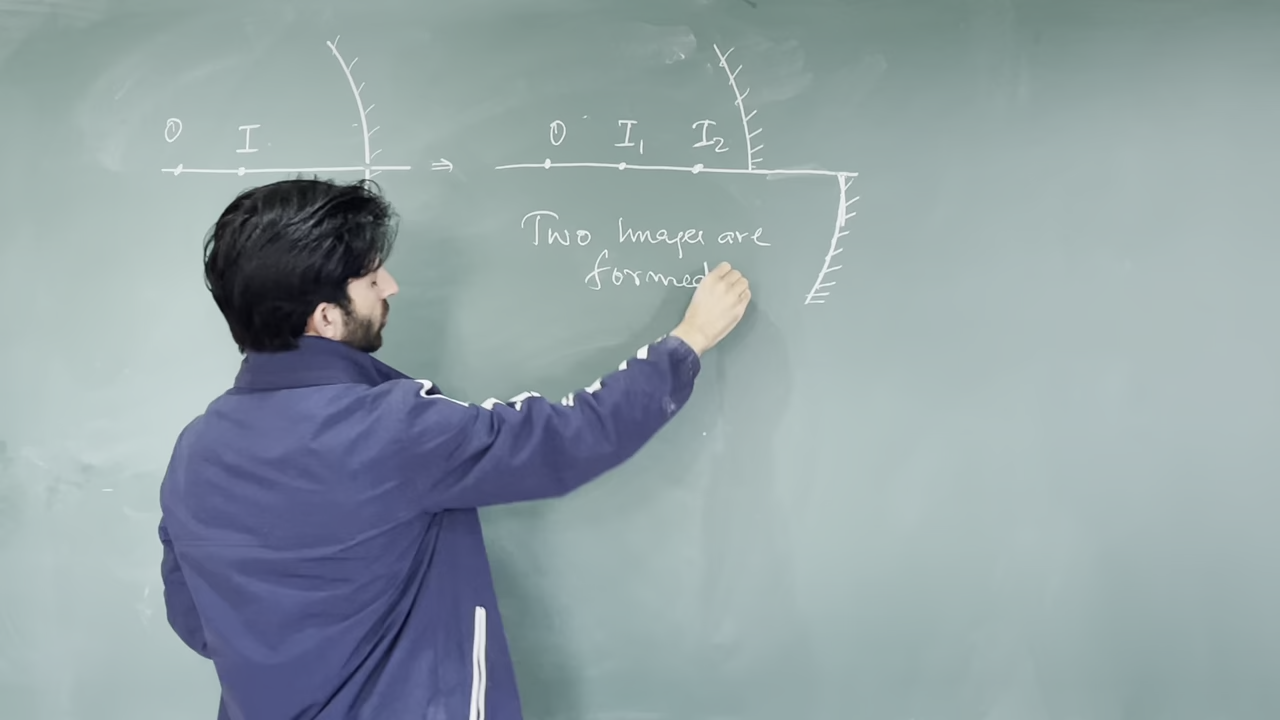 O I ⇒ O I₁ I₂
Two Images are
formed